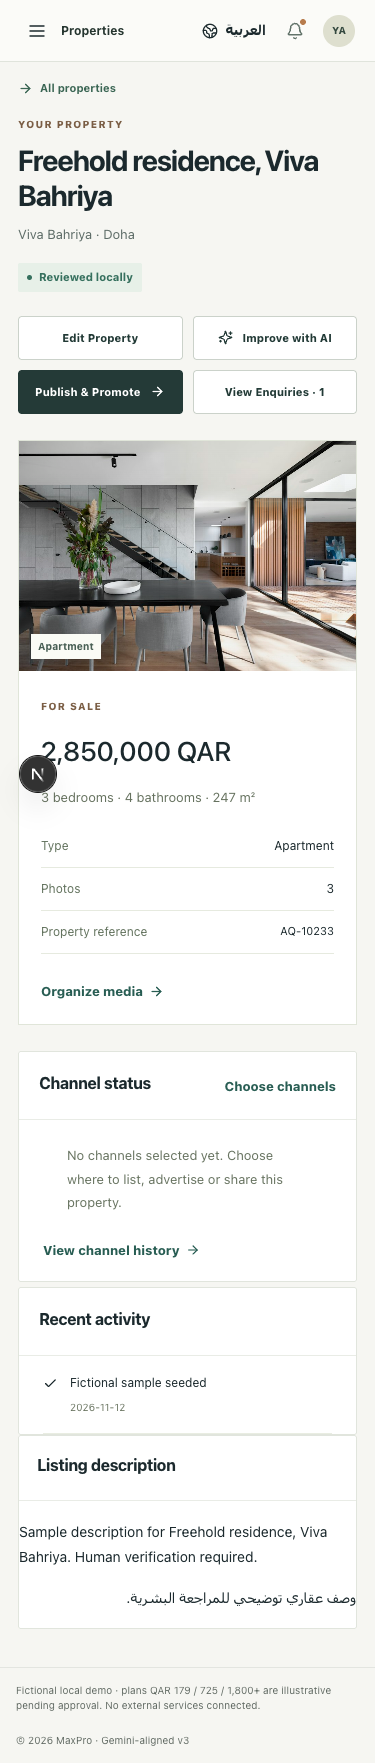 Properties
العربية
YA
All properties
YOUR PROPERTY
Freehold residence, Viva
Bahriya
Viva Bahriya · Doha
Reviewed locally
Edit Property
Improve with AI
Publish & Promote
View Enquiries · 1
Apartment
FOR SALE
2,850,000 QAR
N
3 bedrooms · 4 bathrooms · 247 m²
Type
Apartment
Photos
3
Property reference
AQ-10233
Organize media
Channel status
Choose channels
No channels selected yet. Choose
where to list, advertise or share this
property.
View channel history
Recent activity
Fictional sample seeded
2026-11-12
Listing description
Sample description for Freehold residence, Viva
Bahriya. Human verification required.
وصف عقاري توضيحي للمراجعة البشرية.
Fictional local demo · plans QAR 179 / 725 / 1,800+ are illustrative
pending approval. No external services connected.
© 2026 MaxPro · Gemini-aligned v3